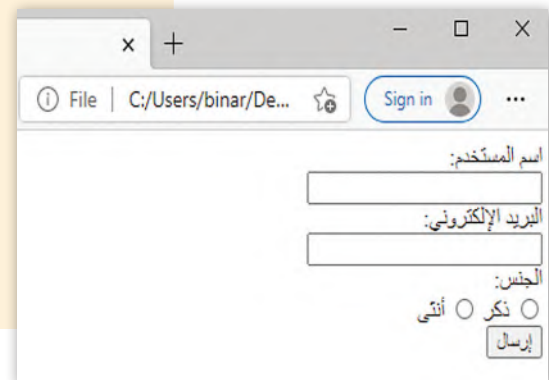 File | C:/Users/binar/De... Sign in ...
اسم المستخدم:
البريد الإلكتروني:
الجنس:
ذكر أنثى
إرسال